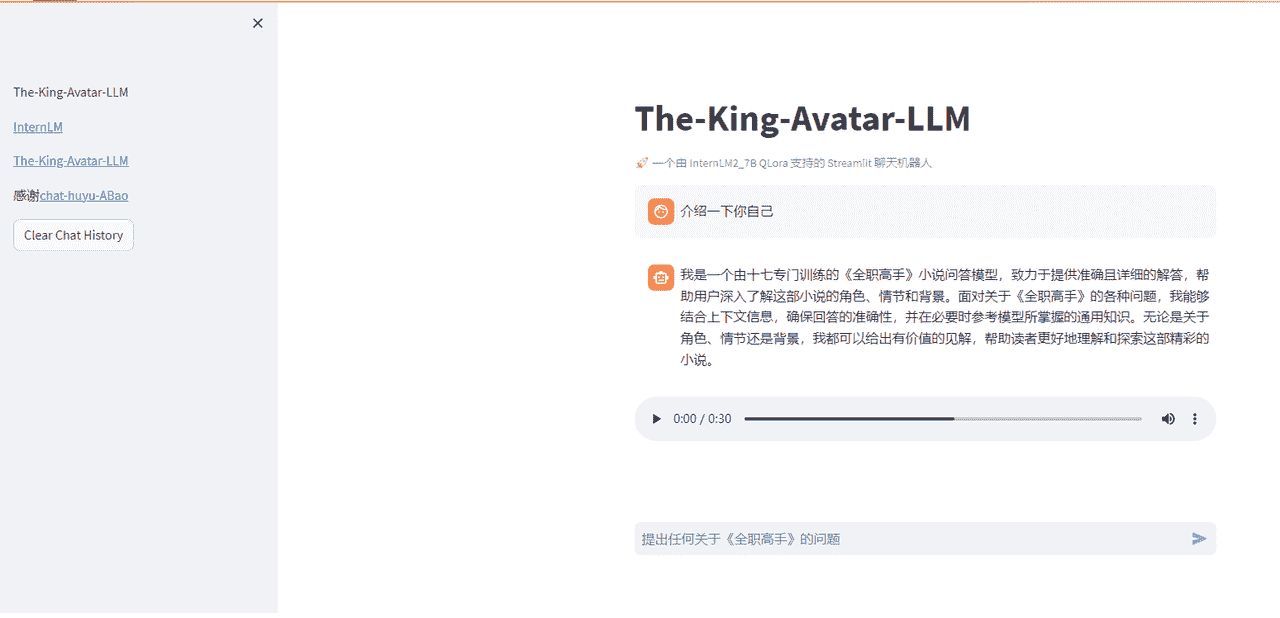 The-King-Avatar-LLM
InternLM
The-King-Avatar-LLM
感谢chat-huyu-ABao
Clear Chat History
The-King-Avatar-LLM
🚀 一个由 InternLM2_7B QLora 支持的 Streamlit 聊天机器人
介绍一下你自己
我是一个由十七专门训练的《全职高手》小说问答模型，致力于提供准确且详细的解答，帮
助用户深入了解这部小说的角色、情节和背景。面对关于《全职高手》的各种问题，我能够
结合上下文信息，确保回答的准确性，并在必要时参考模型所掌握的通用知识。无论是关于
角色、情节还是背景，我都可以给出有价值的见解，帮助读者更好地理解和探索这部精彩的
小说。
0:00 / 0:30
提出任何关于《全职高手》的问题